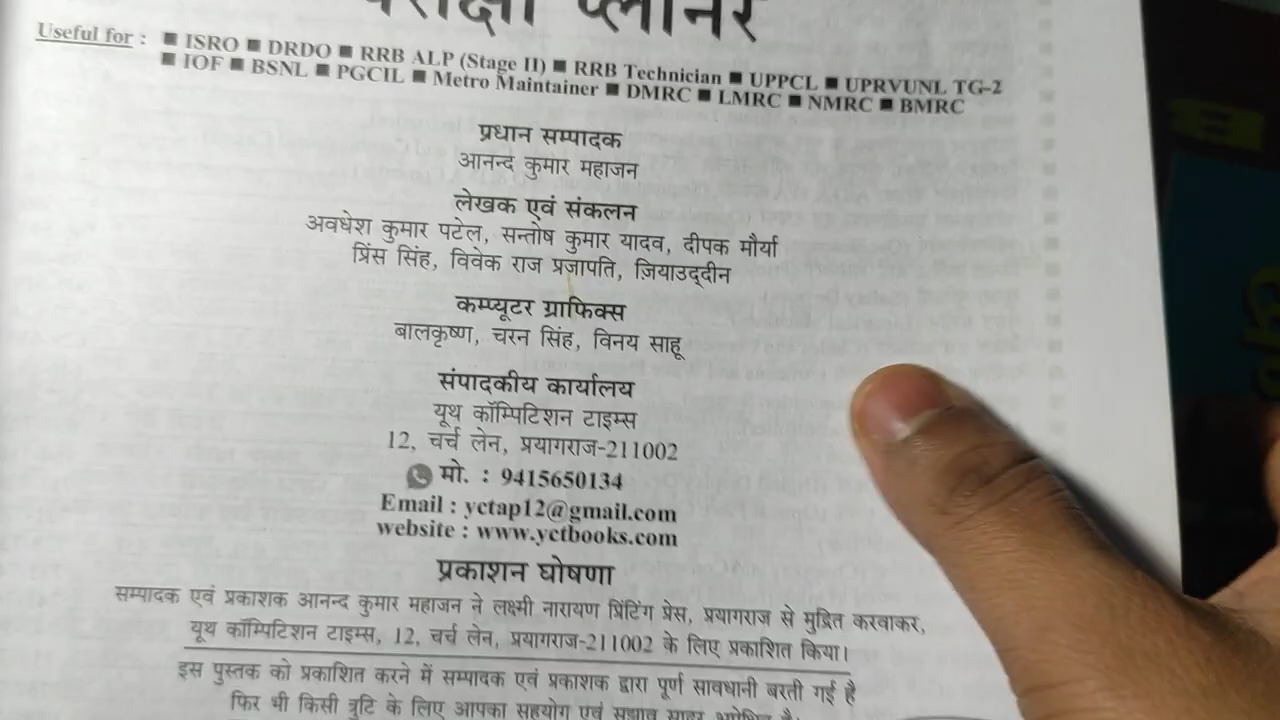 परीक्षा प्लानर
Useful for : ■ ISRO ■ DRDO ■ RRB ALP (Stage II) ■ RRB Technician ■ UPPCL ■ UPRVUNL TG-2
■ IOF ■ BSNL ■ PGCIL ■ Metro Maintainer ■ DMRC ■ LMRC ■ NMRC ■ BMRC
प्रधान सम्पादक
आनन्द कुमार महाजन
लेखक एवं संकलन
अवधेश कुमार पटेल, सन्तोष कुमार यादव, दीपक मौर्या
प्रिंस सिंह, विवेक राज प्रजापति, ज़ियाउद्दीन
कम्प्यूटर ग्राफिक्स
बालकृष्ण, चरन सिंह, विनय साहू
संपादकीय कार्यालय
यूथ कॉम्पिटिशन टाइम्स
12, चर्च लेन, प्रयागराज-211002
मो. : 9415650134
Email : yctap12@gmail.com
website : www.yctbooks.com
प्रकाशन घोषणा
सम्पादक एवं प्रकाशक आनन्द कुमार महाजन ने लक्ष्मी नारायण प्रिंटिंग प्रेस, प्रयागराज से मुद्रित करवाकर,
यूथ कॉम्पिटिशन टाइम्स, 12, चर्च लेन, प्रयागराज-211002 के लिए प्रकाशित किया।
इस पुस्तक को प्रकाशित करने में सम्पादक एवं प्रकाशक द्वारा पूर्ण सावधानी बरती गई है
फिर भी किसी त्रुटि के लिए आपका सहयोग एवं सुझाव सादर अपेक्षित है।